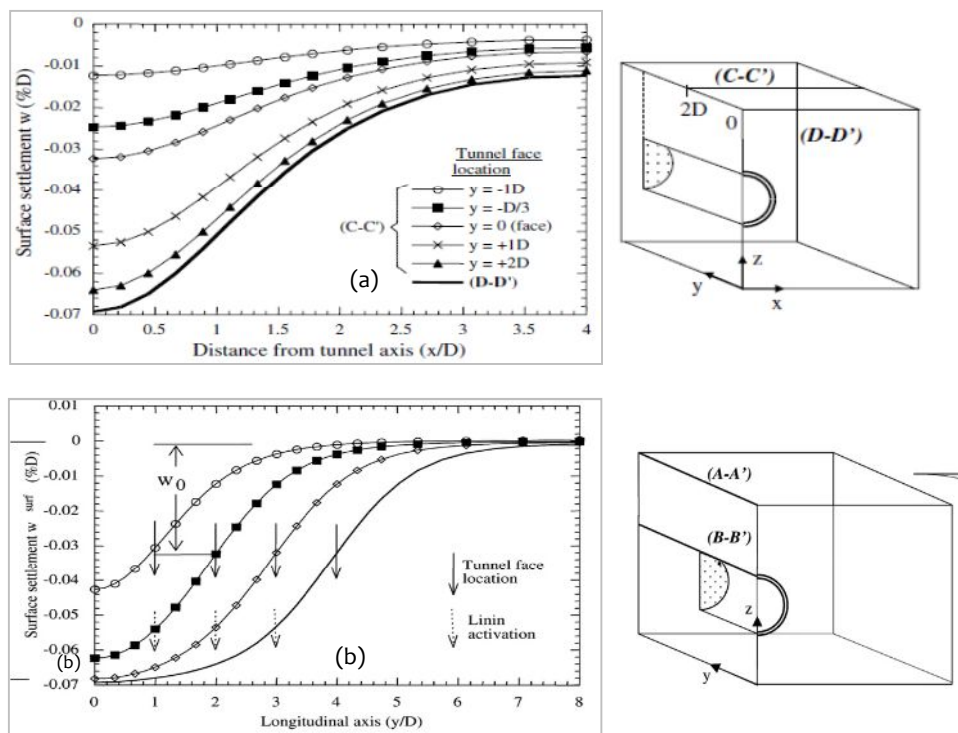 0
-0.01
-0.02
-0.03
-0.04
-0.05
-0.06
-0.07
Surface settlement w (%D)
Tunnel face
location
y = -1D
y = -D/3
y = 0 (face)
y = +1D
y = +2D
(D-D')
(C-C')
(a)
0 0.5 1 1.5 2 2.5 3 3.5 4
Distance from tunnel axis (x/D)
(C-C')
2D
0
(D-D')
z
y
x
0.01
0
-0.01
-0.02
-0.03
-0.04
-0.05
-0.06
-0.07
Surface settlement w surf (%D)
w0
Tunnel face
location
Linin
activation
(b)
(b)
0 1 2 3 4 5 6 7 8
Longitudinal axis (y/D)
(A-A')
(B-B')
z
y